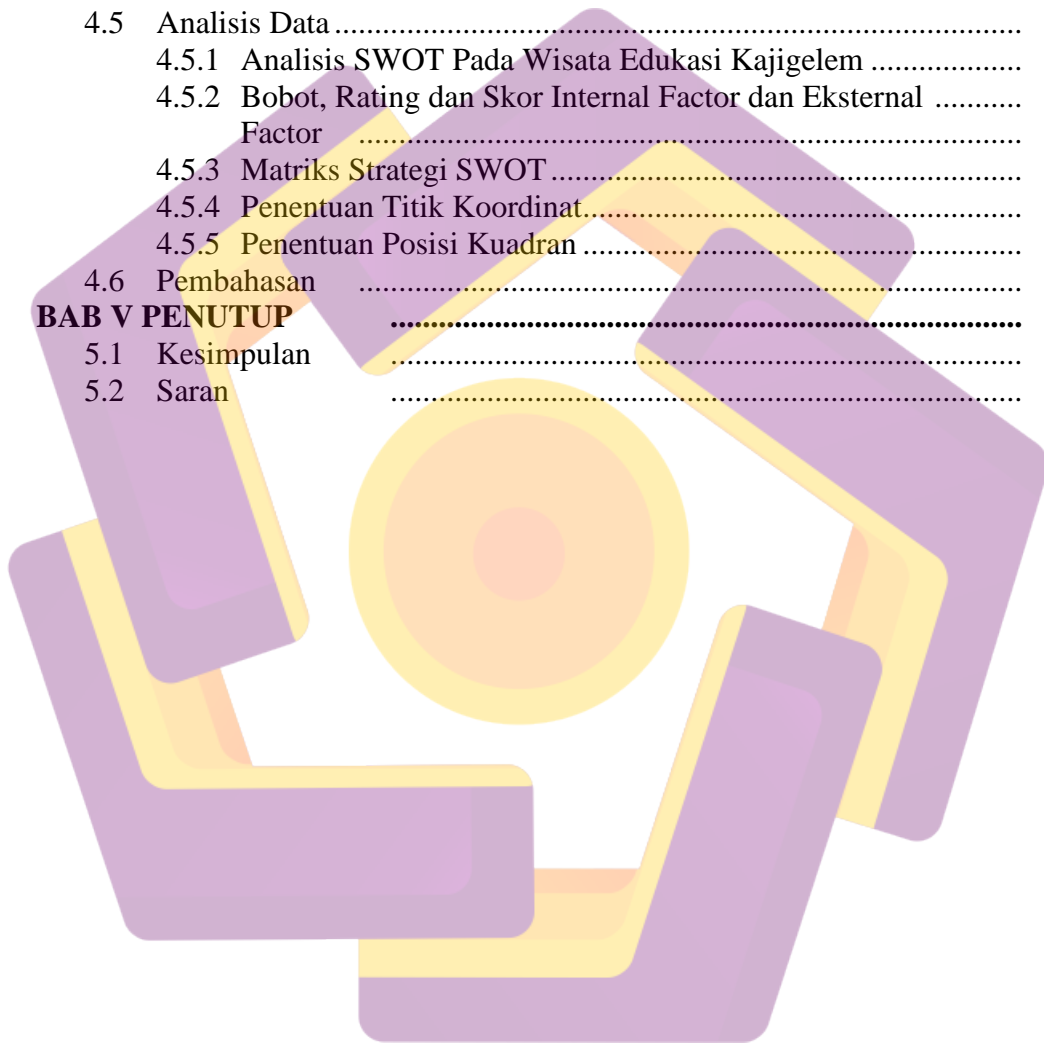 4.5 Analisis Data ....................................................................................
4.5.1 Analisis SWOT Pada Wisata Edukasi Kajigelem ..................
4.5.2 Bobot, Rating dan Skor Internal Factor dan Eksternal ...........
Factor .................................................................................
4.5.3 Matriks Strategi SWOT .........................................................
4.5.4 Penentuan Titik Koordinat.....................................................
4.5.5 Penentuan Posisi Kuadran .....................................................
4.6 Pembahasan .................................................................................
BAB V PENUTUP .............................................................................
5.1 Kesimpulan .............................................................................
5.2 Saran .............................................................................